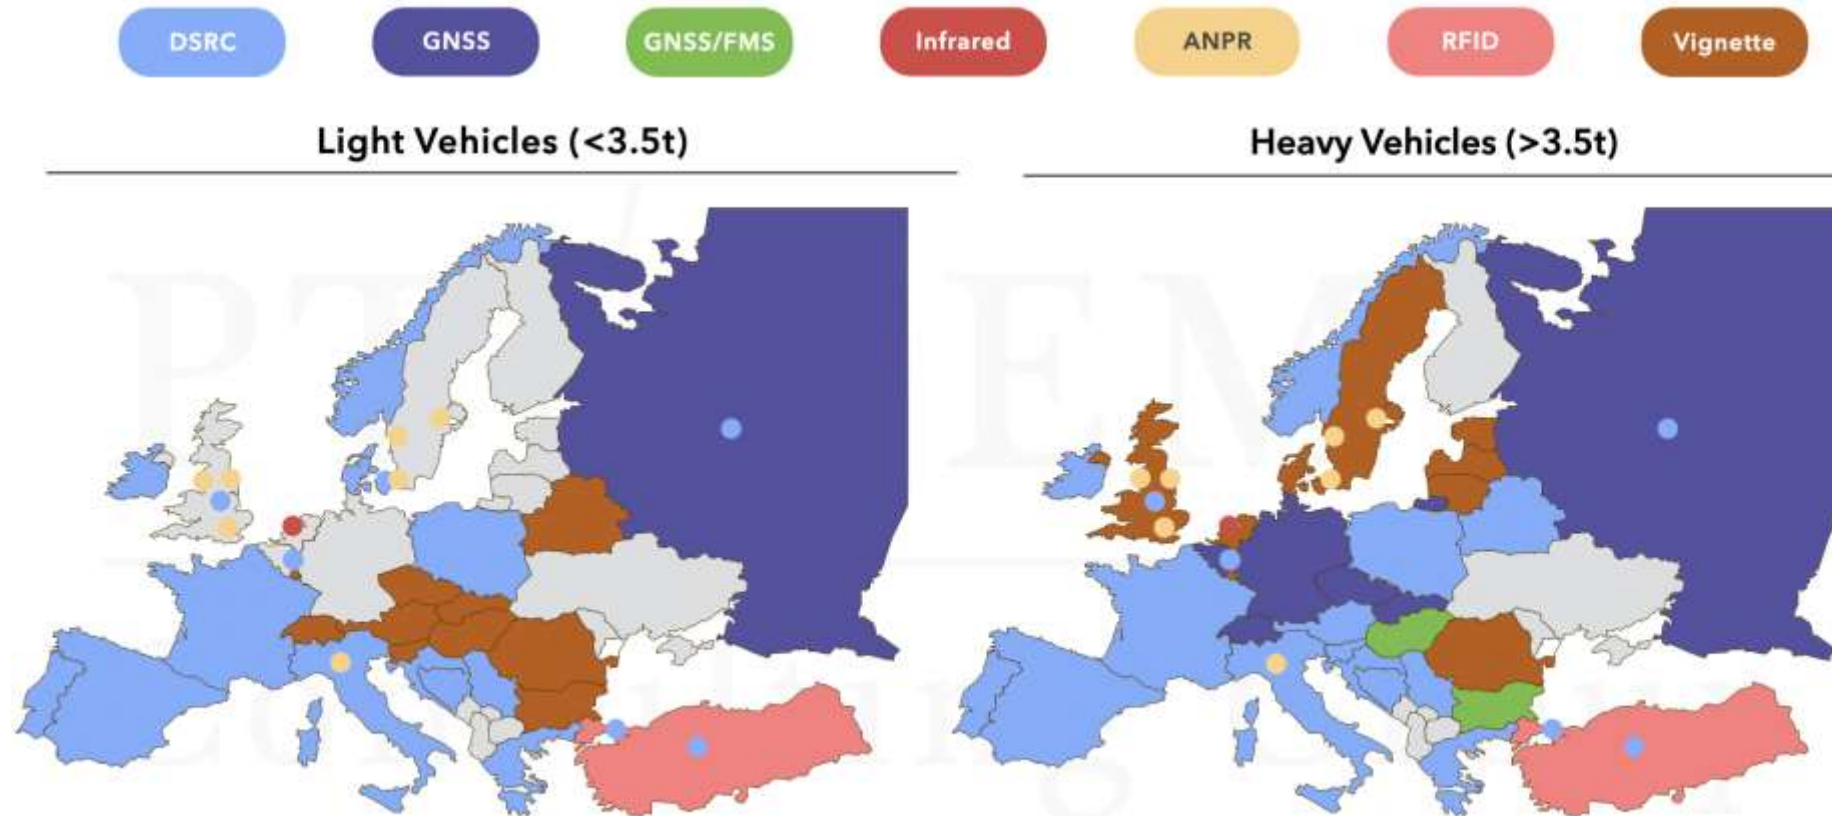 DSRC GNSS GNSS/FMS Infrared ANPR RFID Vignette
Light Vehicles (<3.5t) Heavy Vehicles (>3.5t)